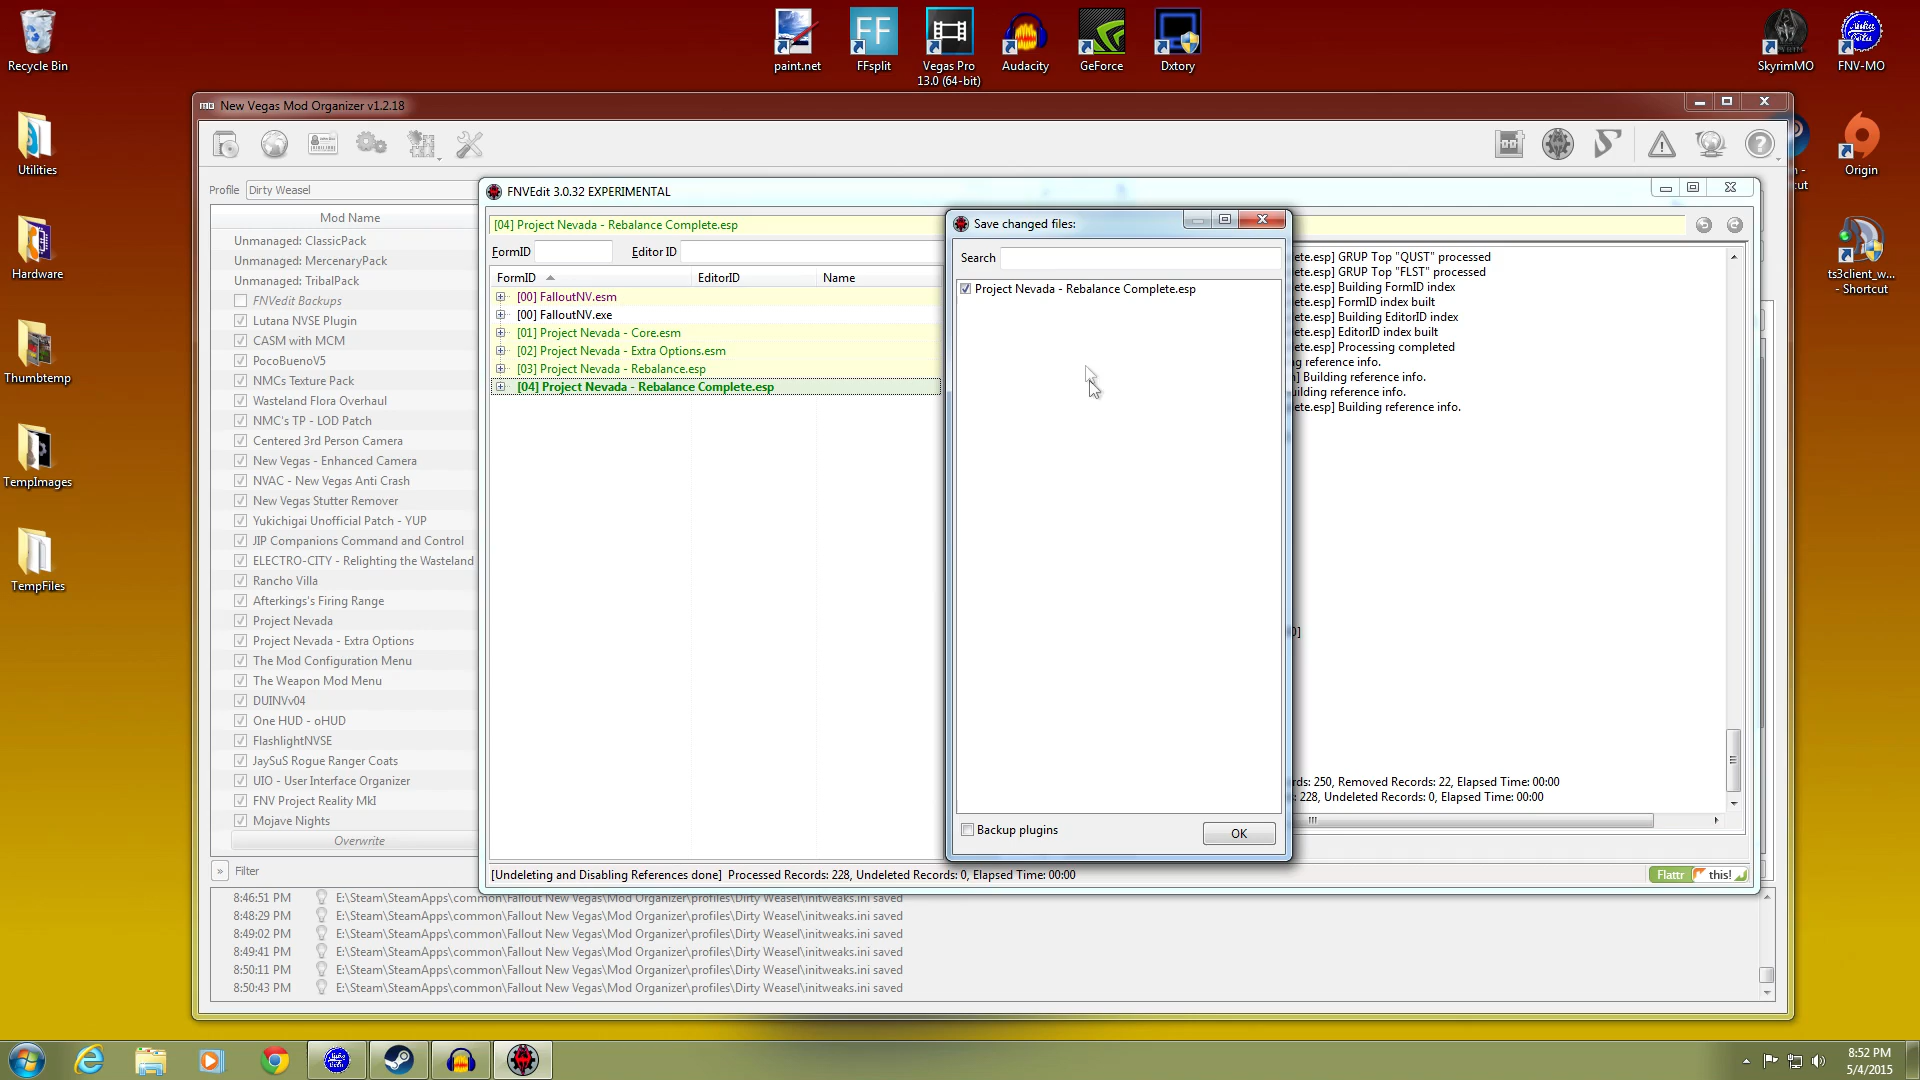 Recycle Bin
paint.net
FFsplit
Vegas Pro
13.0 (64-bit)
Audacity
GeForce
Dxtory
SkyrimMO
FNV-MO
Utilities
Hardware
Thumbtemp
TempImages
TempFiles
Origin
ts3client_w...
- Shortcut
New Vegas Mod Organizer v1.2.18
Profile
Dirty Weasel
Mod Name
Unmanaged: ClassicPack
Unmanaged: MercenaryPack
Unmanaged: TribalPack
FNVedit Backups
Lutana NVSE Plugin
CASM with MCM
PocoBuenoV5
NMCs Texture Pack
Wasteland Flora Overhaul
NMC's TP - LOD Patch
Centered 3rd Person Camera
New Vegas - Enhanced Camera
NVAC - New Vegas Anti Crash
New Vegas Stutter Remover
Yukichigai Unofficial Patch - YUP
JIP Companions Command and Control
ELECTRO-CITY - Relighting the Wasteland
Rancho Villa
Afterkings's Firing Range
Project Nevada
Project Nevada - Extra Options
The Mod Configuration Menu
The Weapon Mod Menu
DUINVv04
One HUD - oHUD
FlashlightNVSE
JaySuS Rogue Ranger Coats
UIO - User Interface Organizer
FNV Project Reality MkI
Mojave Nights
Overwrite
Filter
FNVEdit 3.0.32 EXPERIMENTAL
[04] Project Nevada - Rebalance Complete.esp
FormID
Editor ID
FormID EditorID Name
[00] FalloutNV.esm
[00] FalloutNV.exe
[01] Project Nevada - Core.esm
[02] Project Nevada - Extra Options.esm
[03] Project Nevada - Rebalance.esp
[04] Project Nevada - Rebalance Complete.esp
Save changed files:
Search
Project Nevada - Rebalance Complete.esp
Backup plugins
OK
ete.esp] GRUP Top "QUST" processed
ete.esp] GRUP Top "FLST" processed
ete.esp] Building FormID index
ete.esp] FormID index built
ete.esp] Building EditorID index
ete.esp] EditorID index built
ete.esp] Processing completed
ng reference info.
] Building reference info.
uilding reference info.
ete.esp] Building reference info.
0]
rds: 250, Removed Records: 22, Elapsed Time: 00:00
: 228, Undeleted Records: 0, Elapsed Time: 00:00
[Undeleting and Disabling References done] Processed Records: 228, Undeleted Records: 0, Elapsed Time: 00:00
Flattr this!
8:46:51 PM E:\Steam\SteamApps\common\Fallout New Vegas\Mod Organizer\profiles\Dirty Weasel\initweaks.ini saved
8:48:29 PM E:\Steam\SteamApps\common\Fallout New Vegas\Mod Organizer\profiles\Dirty Weasel\initweaks.ini saved
8:49:02 PM E:\Steam\SteamApps\common\Fallout New Vegas\Mod Organizer\profiles\Dirty Weasel\initweaks.ini saved
8:49:41 PM E:\Steam\SteamApps\common\Fallout New Vegas\Mod Organizer\profiles\Dirty Weasel\initweaks.ini saved
8:50:11 PM E:\Steam\SteamApps\common\Fallout New Vegas\Mod Organizer\profiles\Dirty Weasel\initweaks.ini saved
8:50:43 PM E:\Steam\SteamApps\common\Fallout New Vegas\Mod Organizer\profiles\Dirty Weasel\initweaks.ini saved
8:52 PM
5/4/2015